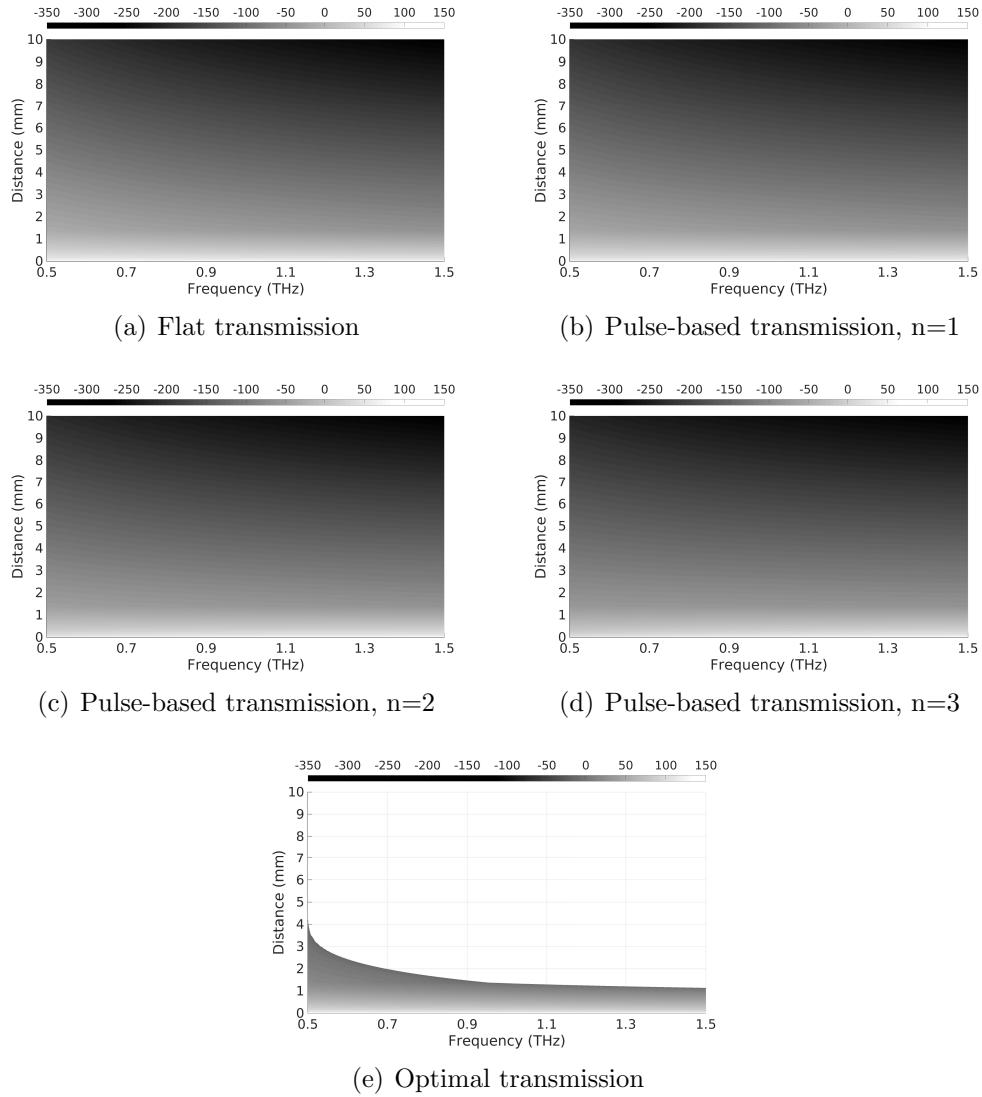 -350 -300 -250 -200 -150 -100 -50 0 50 100 150
10
9
8
7
6
5
4
3
2
1
0
Distance (mm)
0.5 0.7 0.9 1.1 1.3 1.5
Frequency (THz)
(a) Flat transmission
-350 -300 -250 -200 -150 -100 -50 0 50 100 150
10
9
8
7
6
5
4
3
2
1
0
Distance (mm)
0.5 0.7 0.9 1.1 1.3 1.5
Frequency (THz)
(b) Pulse-based transmission, n=1
-350 -300 -250 -200 -150 -100 -50 0 50 100 150
10
9
8
7
6
5
4
3
2
1
0
Distance (mm)
0.5 0.7 0.9 1.1 1.3 1.5
Frequency (THz)
(c) Pulse-based transmission, n=2
-350 -300 -250 -200 -150 -100 -50 0 50 100 150
10
9
8
7
6
5
4
3
2
1
0
Distance (mm)
0.5 0.7 0.9 1.1 1.3 1.5
Frequency (THz)
(d) Pulse-based transmission, n=3
-350 -300 -250 -200 -150 -100 -50 0 50 100 150
10
9
8
7
6
5
4
3
2
1
0
Distance (mm)
0.5 0.7 0.9 1.1 1.3 1.5
Frequency (THz)
(e) Optimal transmission